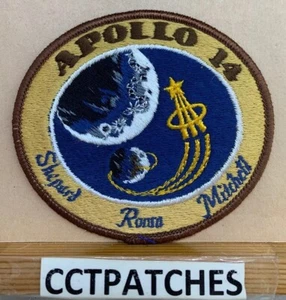 APOLLO 14
Shepard
Roosa
Mitchell
CCTPATCHES